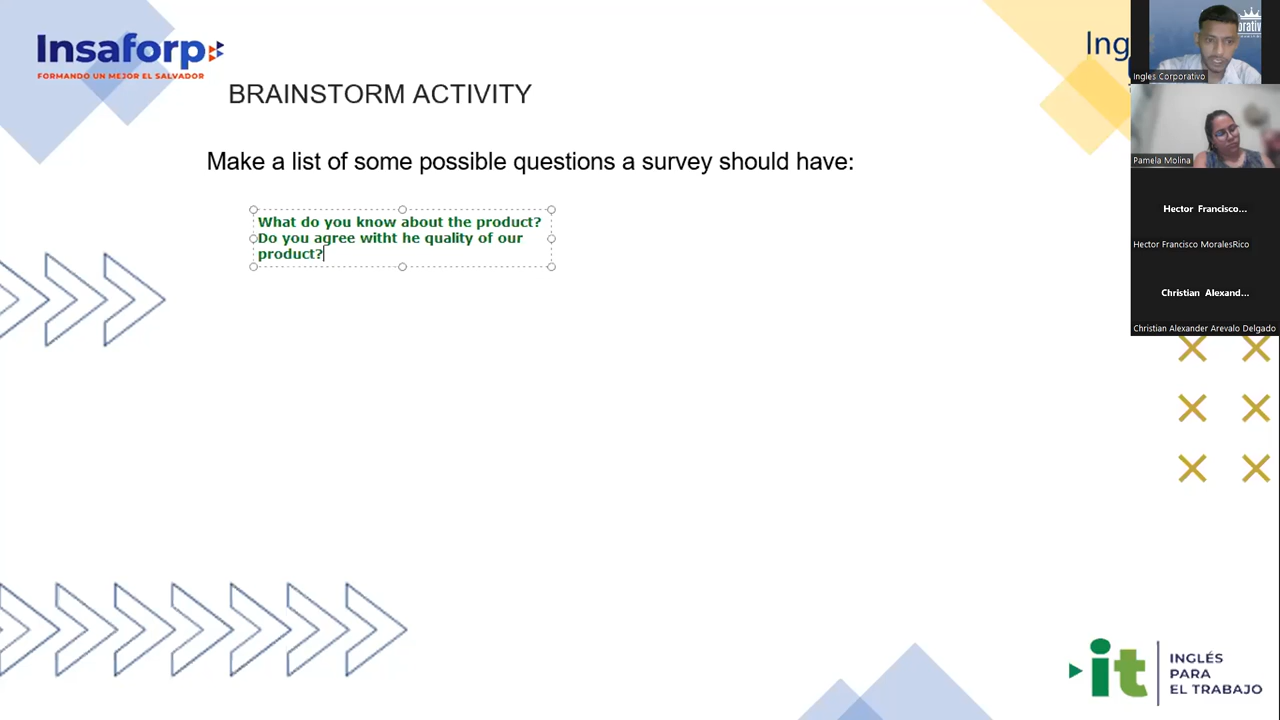 Insaforp
FORMANDO UN MEJOR EL SALVADOR
BRAINSTORM ACTIVITY
Make a list of some possible questions a survey should have:
What do you know about the product?
Do you agree witht he quality of our
product?
Ing
orativ
Ingles Corporativo
Pamela Molina
Hector Francisco...
Hector Francisco MoralesRico
Christian Alexand...
Christian Alexander Arevalo Delgado
it
INGLÉS
PARA
EL TRABAJO